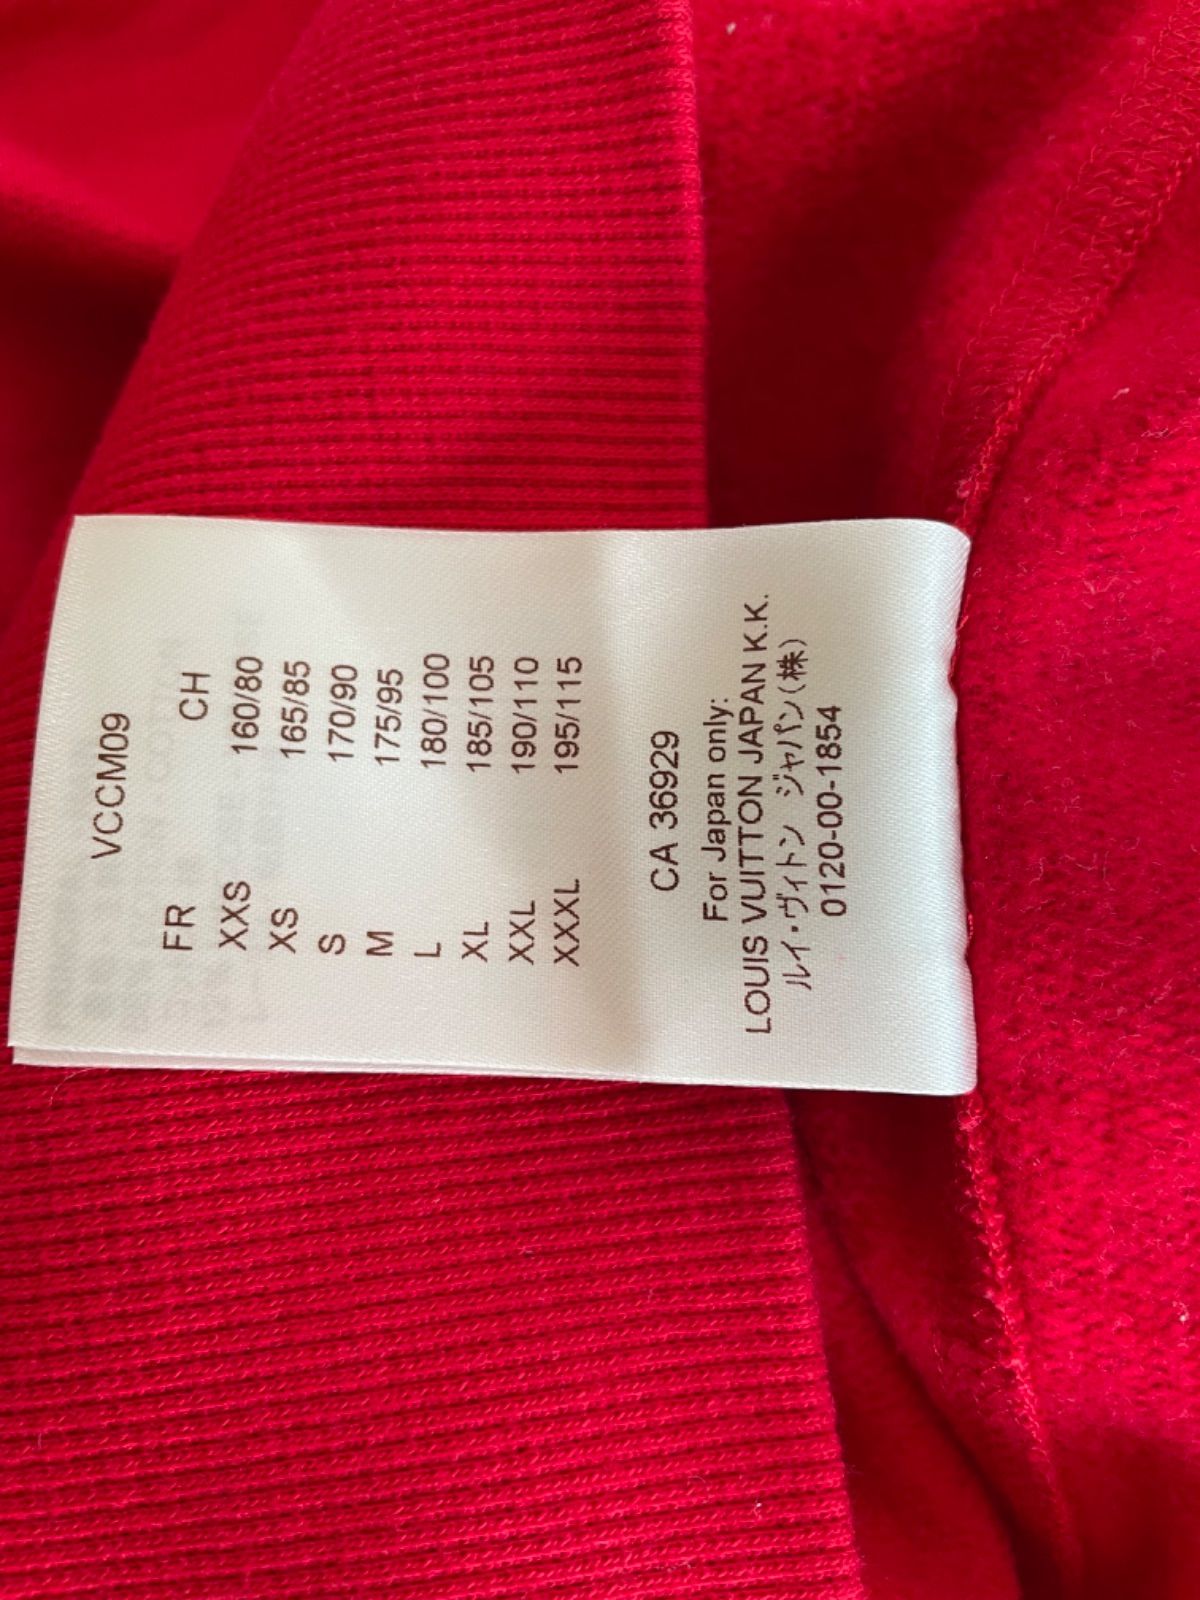 VCCM09
FR CH
XXS 160/80
XS 165/85
S 170/90
M 175/95
L 180/100
XL 185/105
XXL 190/110
XXXL 195/115
CA 36929
For Japan only:
LOUIS VUITTON JAPAN K.K.
ルイ・ヴィトン ジャパン(株)
0120-00-1854